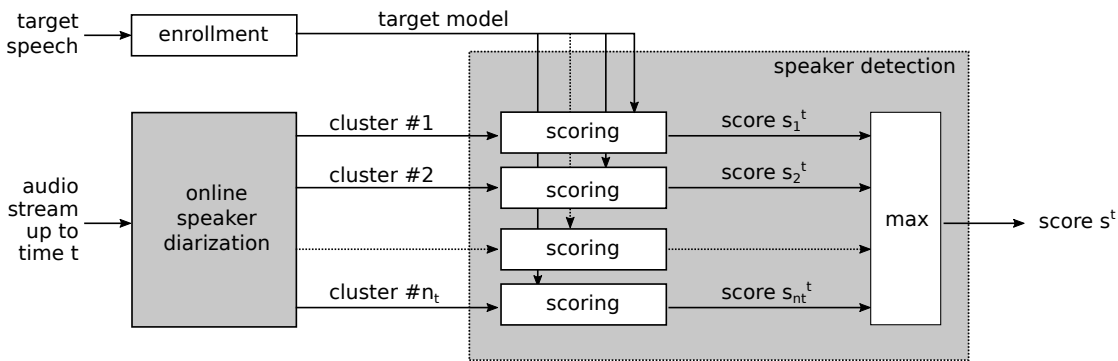 target
speech
enrollment
target model
speaker detection
audio
stream
up to
time t
online
speaker
diarization
cluster #1
scoring
score s₁ᵗ
cluster #2
scoring
score s₂ᵗ
scoring
cluster #nₜ
scoring
score sₙₜᵗ
max
score sᵗ